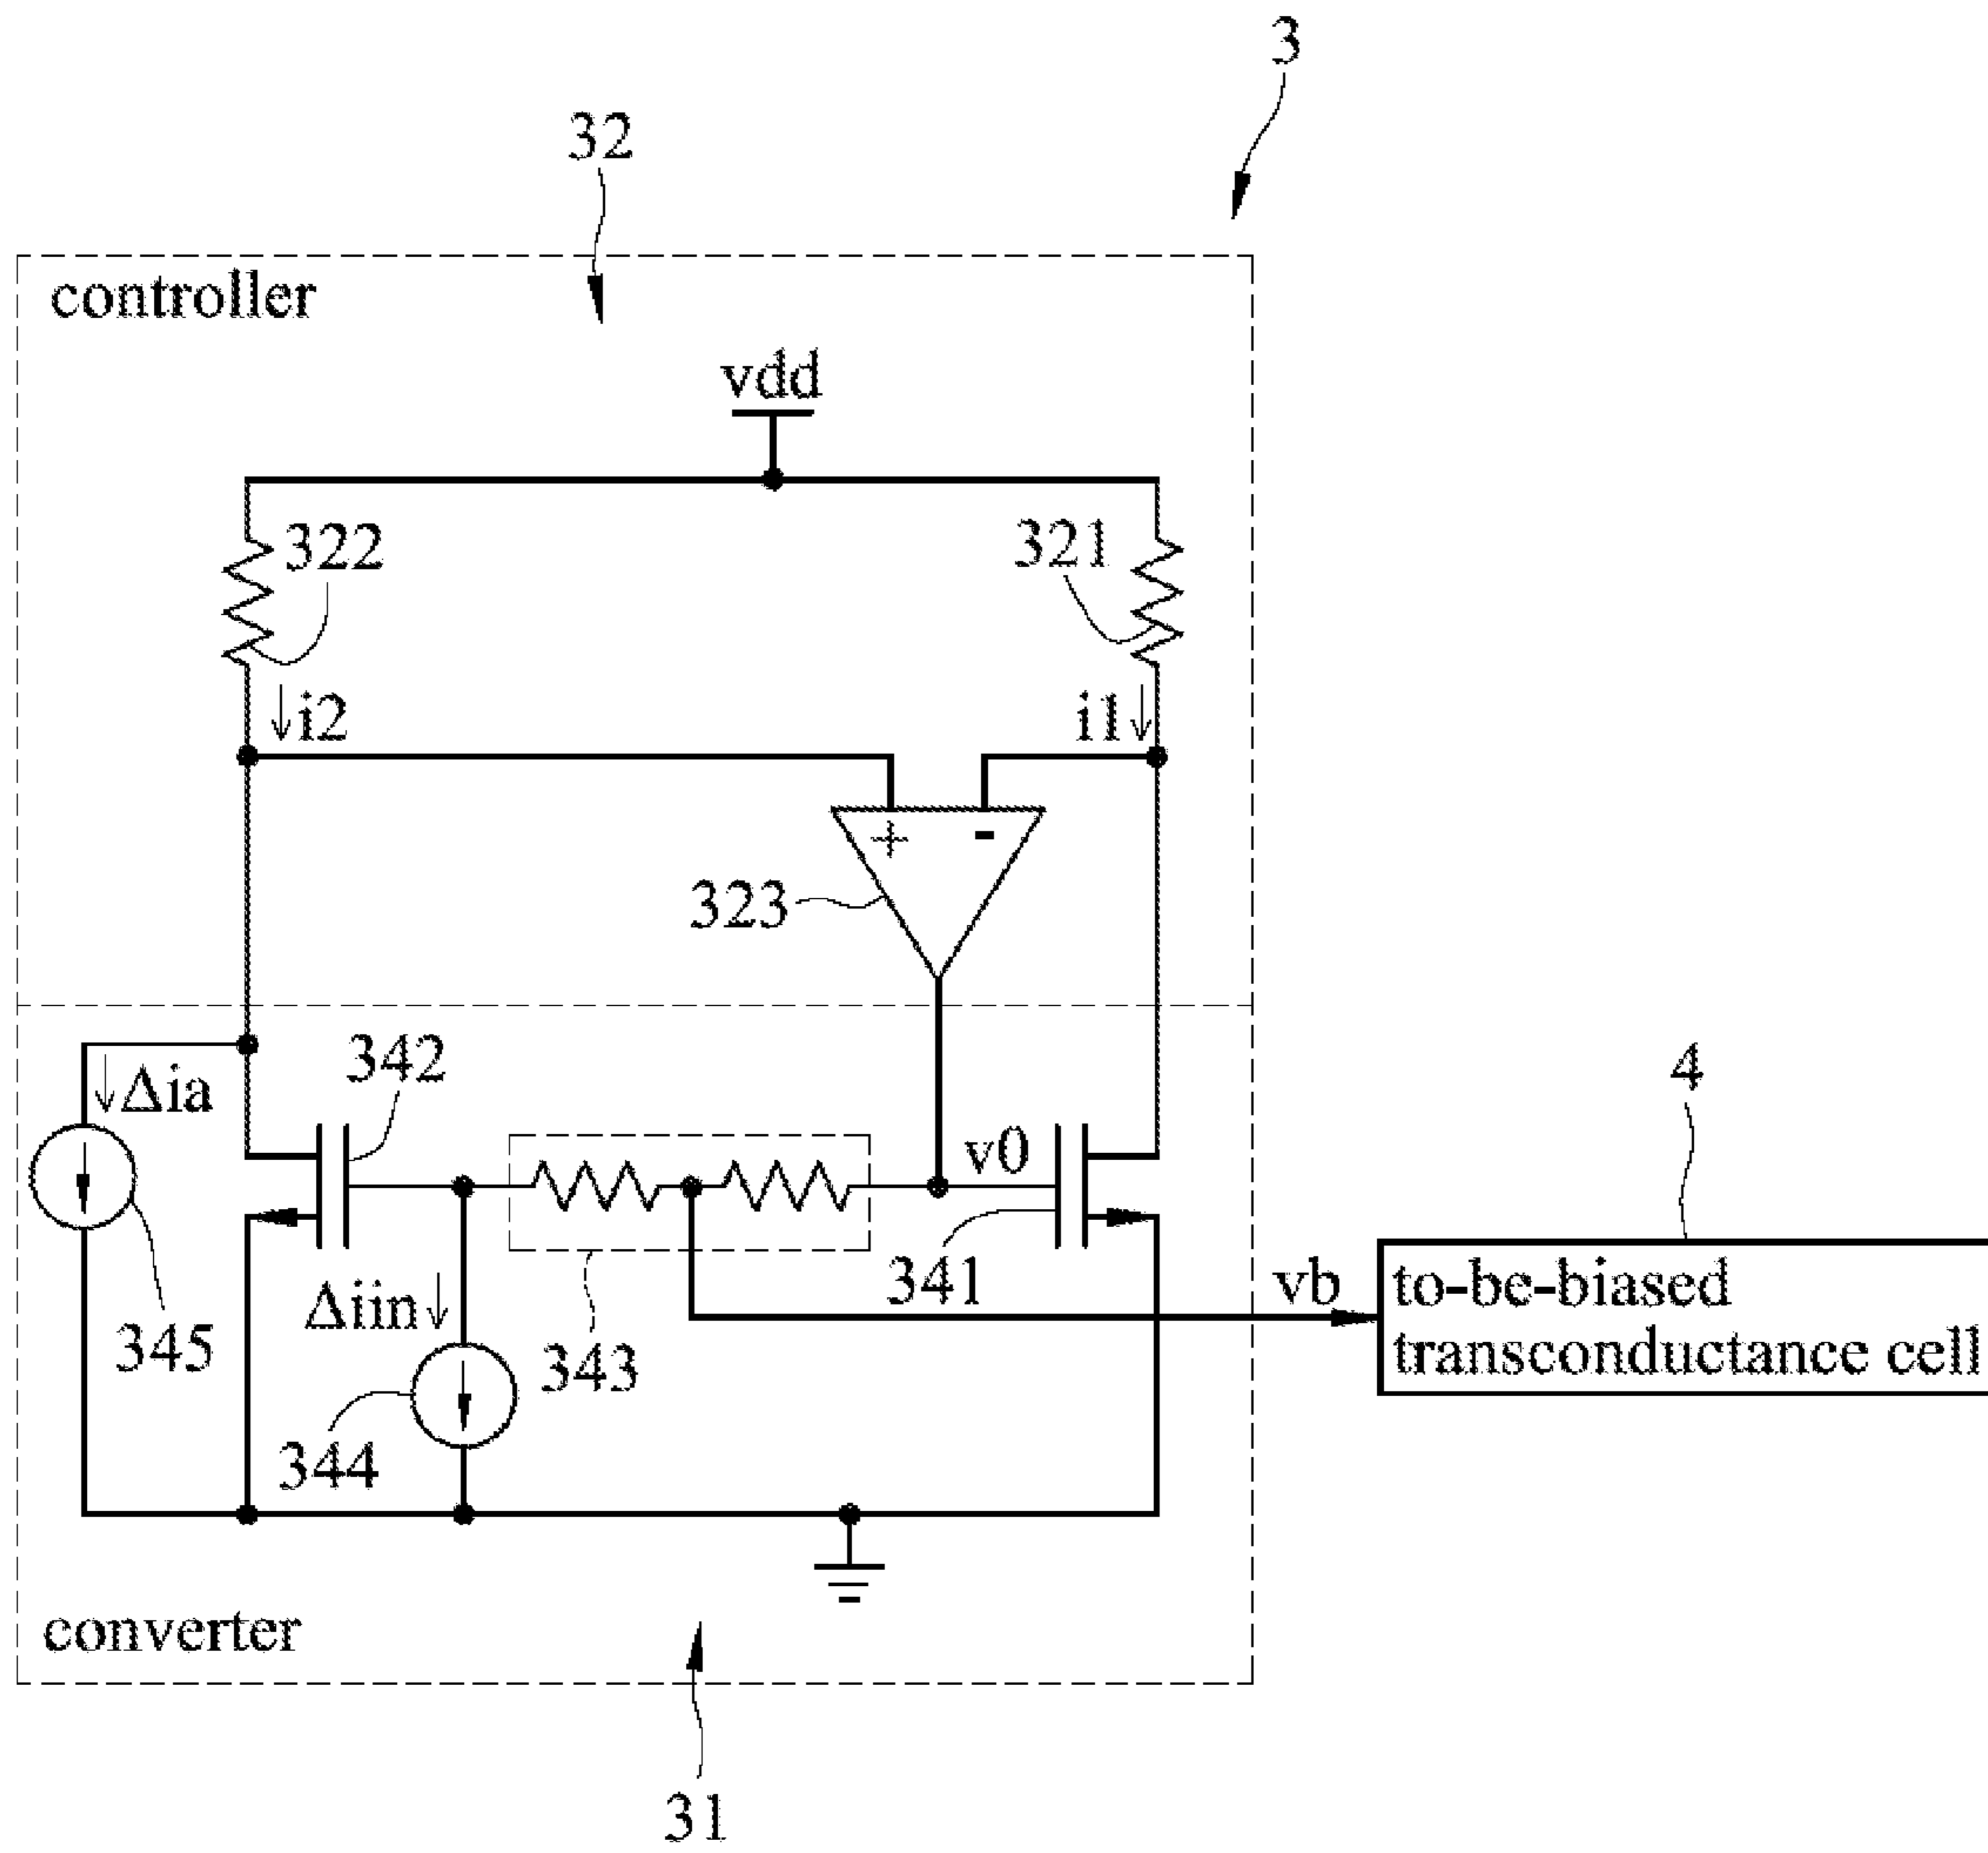 3
32
controller
vdd
322
321
i2
i1
+
-
323
342
Δia
4
v0
341
vb
to-be-biased
transconductance cell
Δiin
345
343
344
converter
31